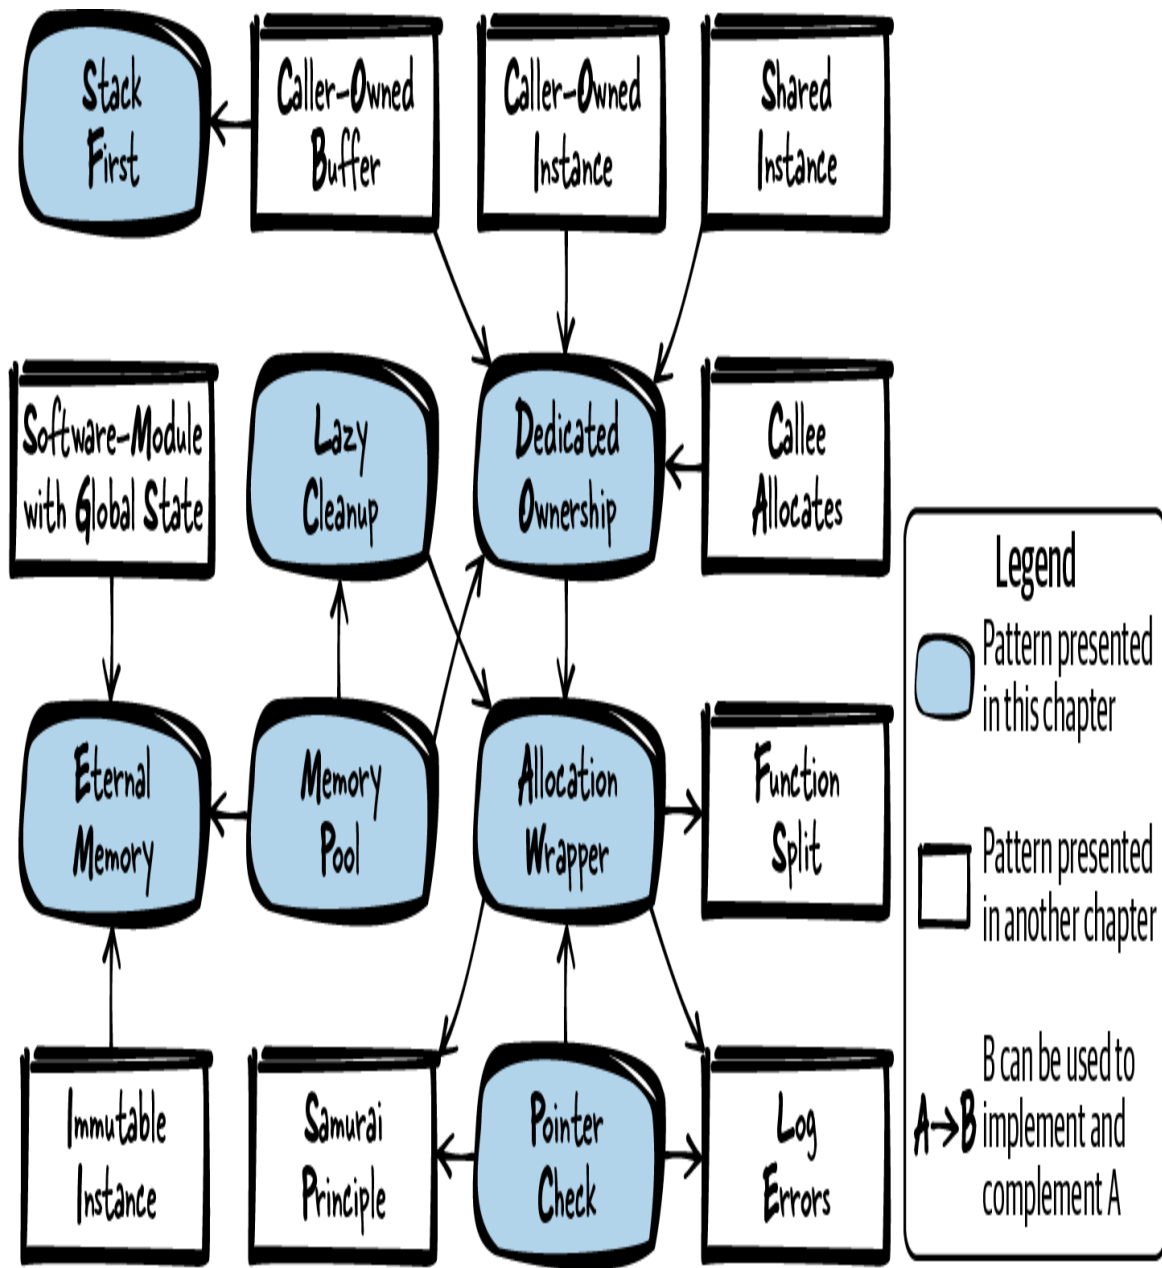 Stack
First
Caller-Owned
Buffer
Caller-Owned
Instance
Shared
Instance
Software-Module
with Global State
Lazy
Cleanup
Dedicated
Ownership
Callee
Allocates
Eternal
Memory
Memory
Pool
Allocation
Wrapper
Function
Split
Immutable
Instance
Samurai
Principle
Pointer
Check
Log
Errors
Legend
Pattern presented
in this chapter
Pattern presented
in another chapter
A→B
B can be used to
implement and
complement A